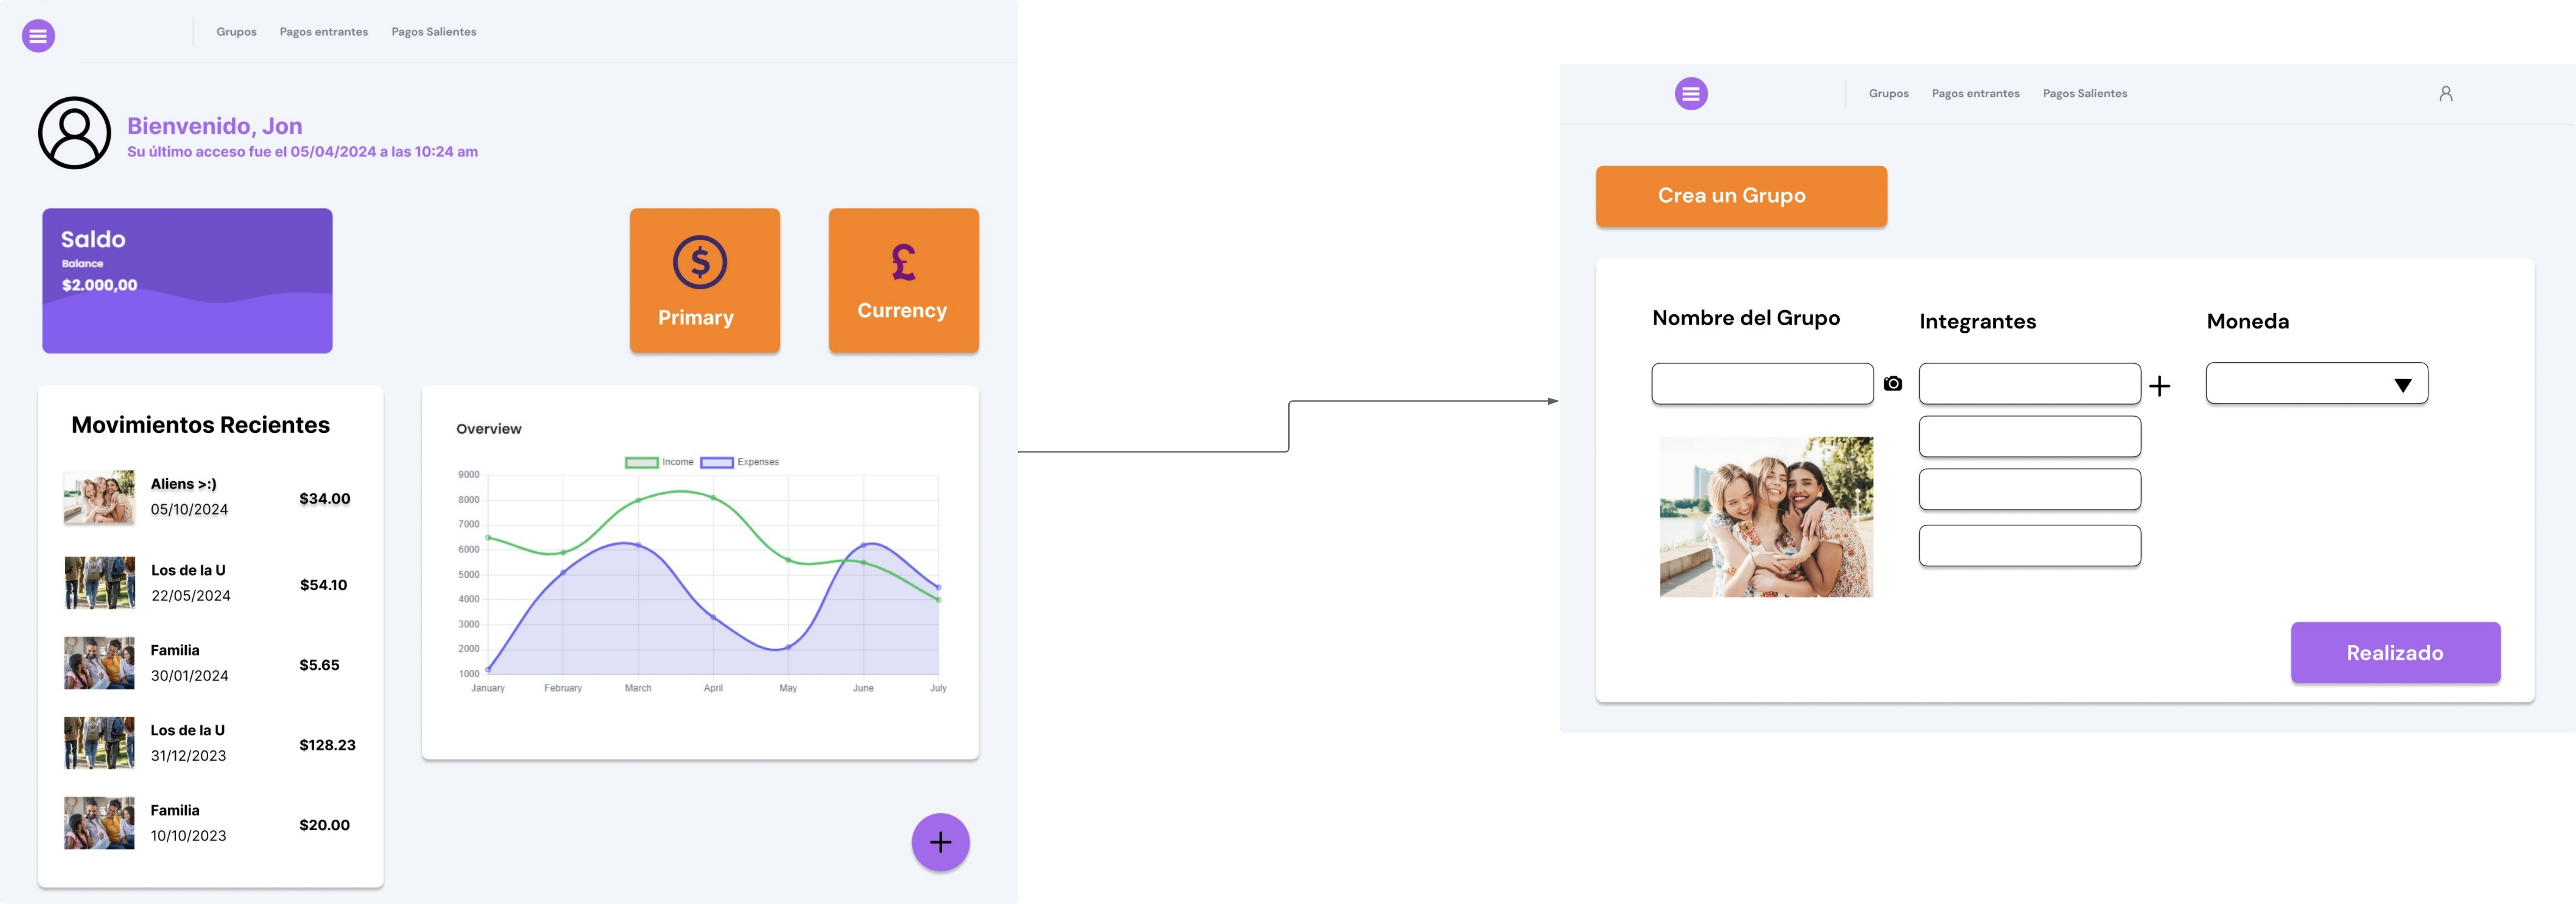 Grupos Pagos entrantes Pagos Salientes
Bienvenido, Jon
Su último acceso fue el 05/04/2024 a las 10:24 am
Saldo
Balance
$2.000,00
$
Primary
£
Currency
Movimientos Recientes
Aliens >:)
05/10/2024
$34.00
Los de la U
22/05/2024
$54.10
Familia
30/01/2024
$5.65
Los de la U
31/12/2023
$128.23
Familia
10/10/2023
$20.00
Overview
Income Expenses
9000
8000
7000
6000
5000
4000
3000
2000
1000
January February March April May June July
+
Grupos Pagos entrantes Pagos Salientes
Crea un Grupo
Nombre del Grupo
Integrantes
+
Moneda
Realizado